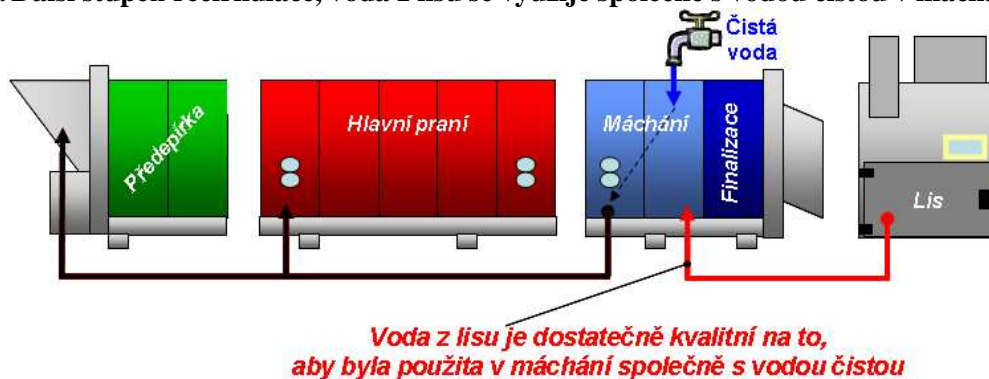 Další stupeň recirkulace, voda z lisu se využije společně s vodou čistou v
Čistá
voda
Předepírka
Hlavní praní
Máchání
Finalizace
Lis
Voda z lisu je dostatečně kvalitní na to,
aby byla použita v máchání společně s vodou čistou